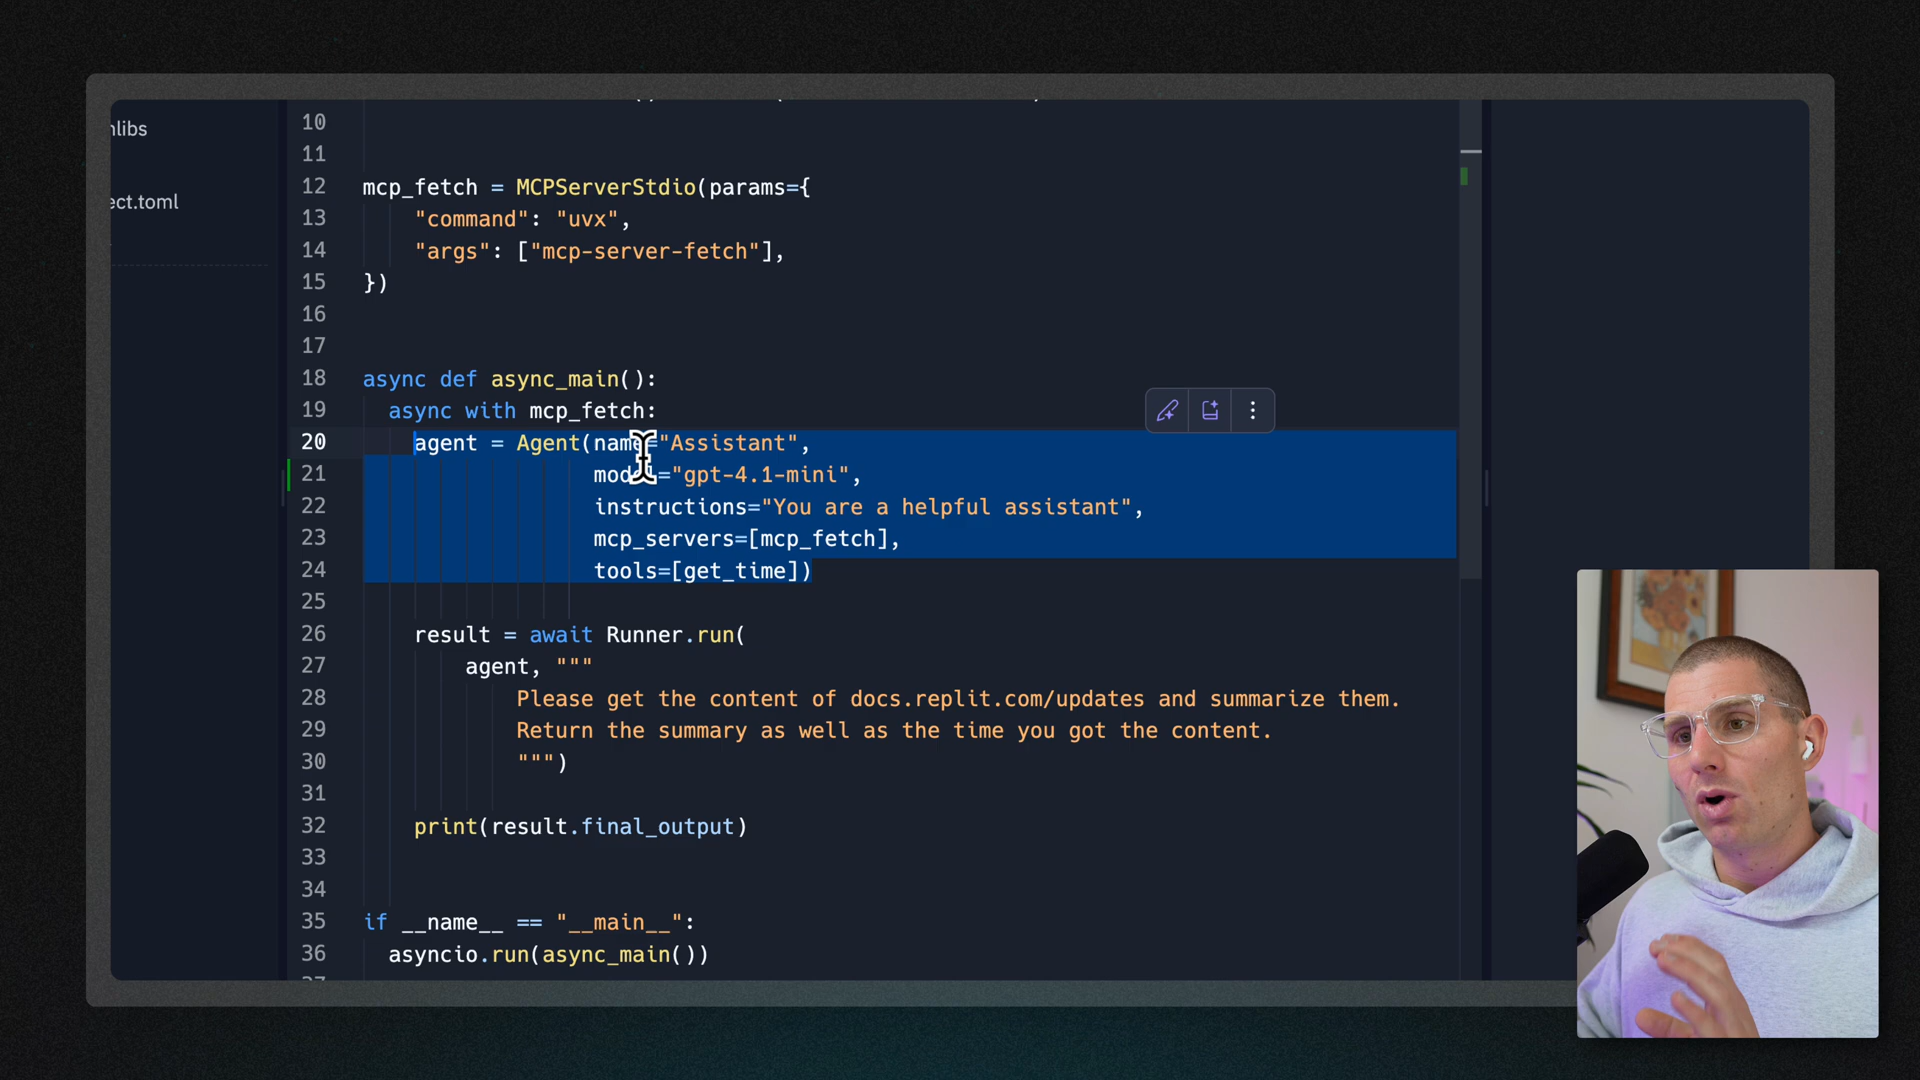 nlibs
ect.toml
10
11
12 mcp_fetch = MCPServerStdio(params={
13 "command": "uvx",
14 "args": ["mcp-server-fetch"],
15 })
16
17
18 async def async_main():
19 async with mcp_fetch:
20 agent = Agent(name="Assistant",
21 model="gpt-4.1-mini",
22 instructions="You are a helpful assistant",
23 mcp_servers=[mcp_fetch],
24 tools=[get_time])
25
26 result = await Runner.run(
27 agent, """
28 Please get the content of docs.replit.com/updates and summarize them.
29 Return the summary as well as the time you got the content.
30 """)
31
32 print(result.final_output)
33
34
35 if __name__ == "__main__":
36 asyncio.run(async_main())